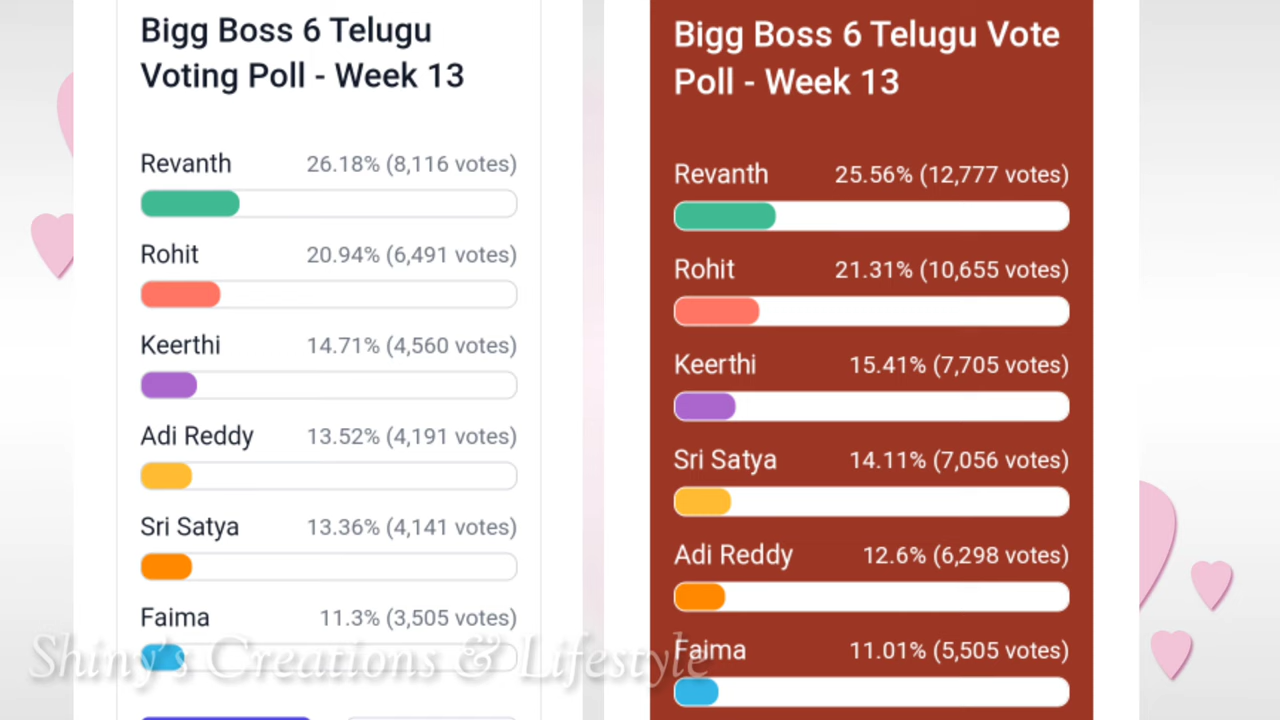 Bigg Boss 6 Telugu
Voting Poll - Week 13
Revanth 26.18% (8,116 votes)
Rohit 20.94% (6,491 votes)
Keerthi 14.71% (4,560 votes)
Adi Reddy 13.52% (4,191 votes)
Sri Satya 13.36% (4,141 votes)
Faima 11.3% (3,505 votes)
Bigg Boss 6 Telugu Vote
Poll - Week 13
Revanth 25.56% (12,777 votes)
Rohit 21.31% (10,655 votes)
Keerthi 15.41% (7,705 votes)
Sri Satya 14.11% (7,056 votes)
Adi Reddy 12.6% (6,298 votes)
Faima 11.01% (5,505 votes)
Shiny's Creations & Lifestyle